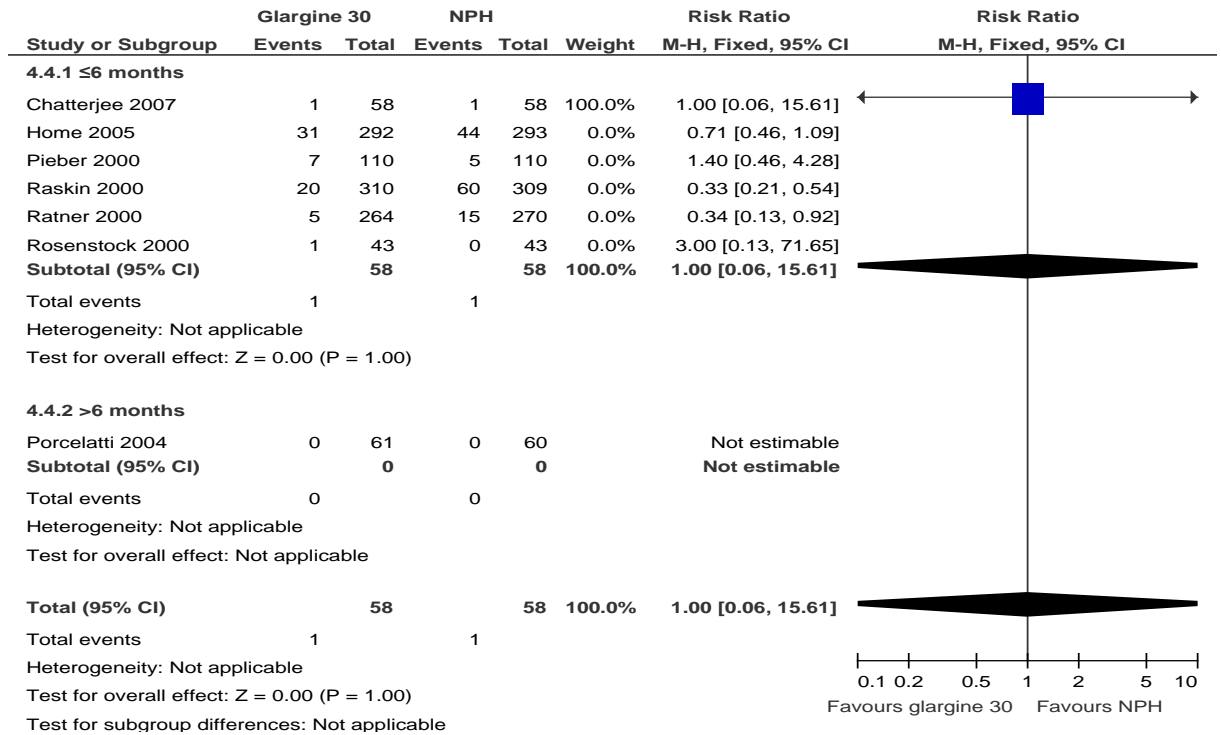 Glargine 30 NPH Risk Ratio Risk Ratio
Study or Subgroup Events Total Events Total Weight M-H, Fixed, 95% CI M-H, Fixed, 95% CI
4.4.1 ≤6 months
Chatterjee 2007 1 58 1 58 100.0% 1.00 [0.06, 15.61]
Home 2005 31 292 44 293 0.0% 0.71 [0.46, 1.09]
Pieber 2000 7 110 5 110 0.0% 1.40 [0.46, 4.28]
Raskin 2000 20 310 60 309 0.0% 0.33 [0.21, 0.54]
Ratner 2000 5 264 15 270 0.0% 0.34 [0.13, 0.92]
Rosenstock 2000 1 43 0 43 0.0% 3.00 [0.13, 71.65]
Subtotal (95% CI) 58 58 100.0% 1.00 [0.06, 15.61]
Total events 1 1
Heterogeneity: Not applicable
Test for overall effect: Z = 0.00 (P = 1.00)
4.4.2 >6 months
Porcelatti 2004 0 61 0 60 Not estimable
Subtotal (95% CI) 0 0 Not estimable
Total events 0 0
Heterogeneity: Not applicable
Test for overall effect: Not applicable
Total (95% CI) 58 58 100.0% 1.00 [0.06, 15.61]
Total events 1 1
Heterogeneity: Not applicable
Test for overall effect: Z = 0.00 (P = 1.00)
Test for subgroup differences: Not applicable
0.1 0.2 0.5 1 2 5 10
Favours glargine 30 Favours NPH